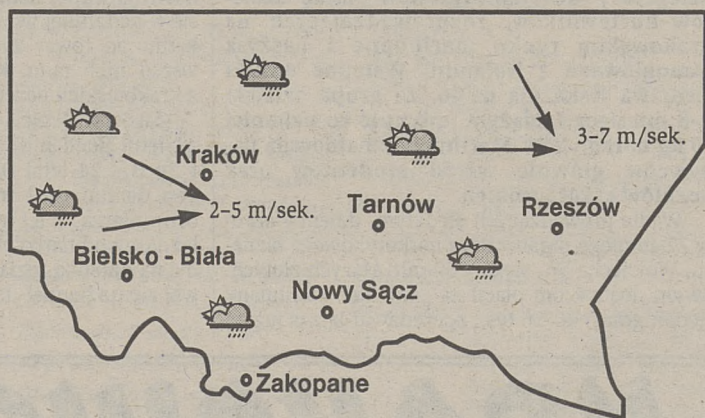 3–7 m/sek.
Kraków
2–5 m/sek.
Tarnów
Rzeszów
Bielsko - Biała
Nowy Sącz
Zakopane